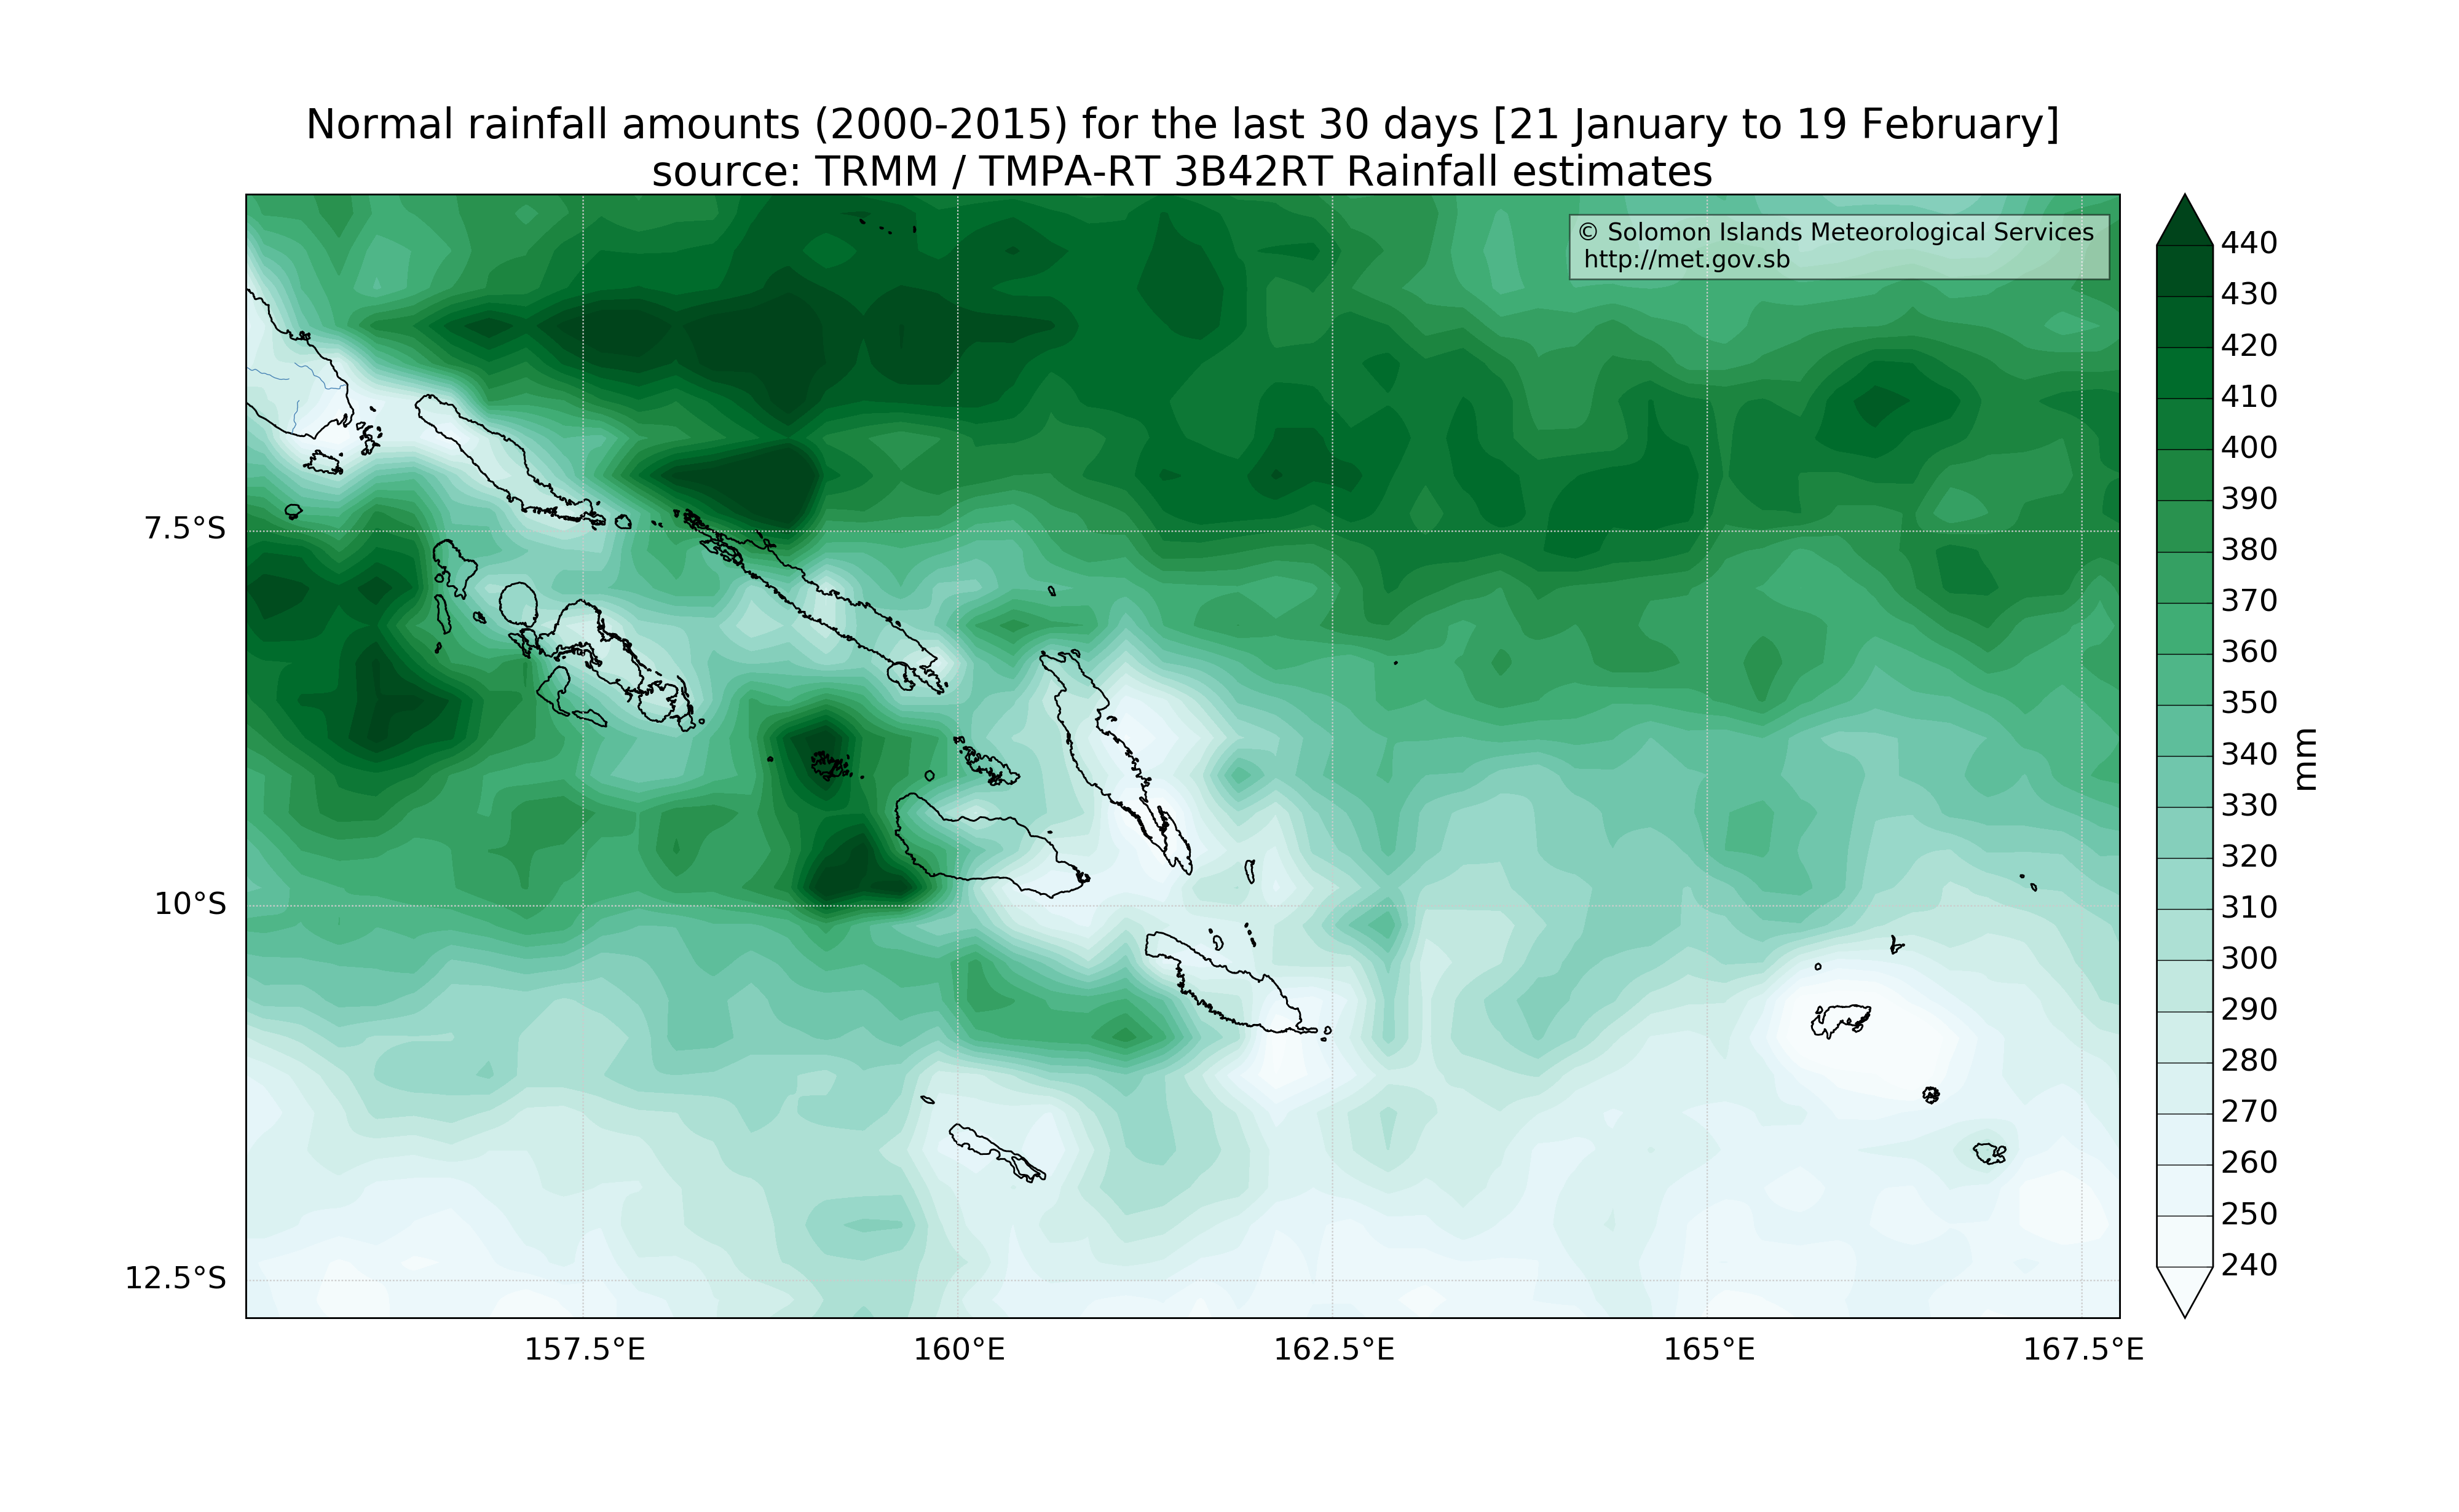 Normal rainfall amounts (2000-2015) for the last 30 days [21 January to 19 February]
source: TRMM / TMPA-RT 3B42RT Rainfall estimates
© Solomon Islands Meteorological Services
http://met.gov.sb
7.5°S
10°S
12.5°S
157.5°E
160°E
162.5°E
165°E
167.5°E
440
430
420
410
400
390
380
370
360
350
340
330
320
310
300
290
280
270
260
250
240
mm